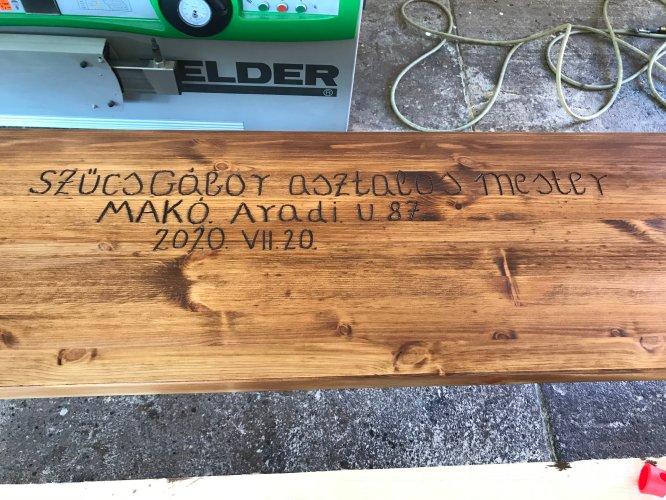 ELDER
SZŰCS Gábor asztalos mester
MAKÓ. Aradi u 87.
2020. VII. 20.